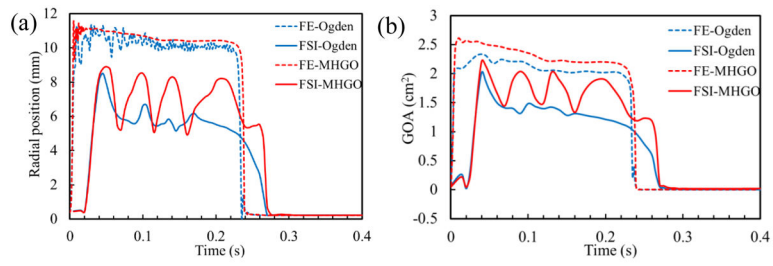 (a)
12
10
8
6
4
2
0
Radial position (mm)
0
0.1
0.2
0.3
0.4
Time (s)
FE-Ogden
FSI-Ogden
FE-MHGO
FSI-MHGO
(b)
3
2.5
2
1.5
1
0.5
0
-0.5
GOA (cm²)
0
0.1
0.2
0.3
0.4
Time (s)
FE-Ogden
FSI-Ogden
FE-MHGO
FSI-MHGO